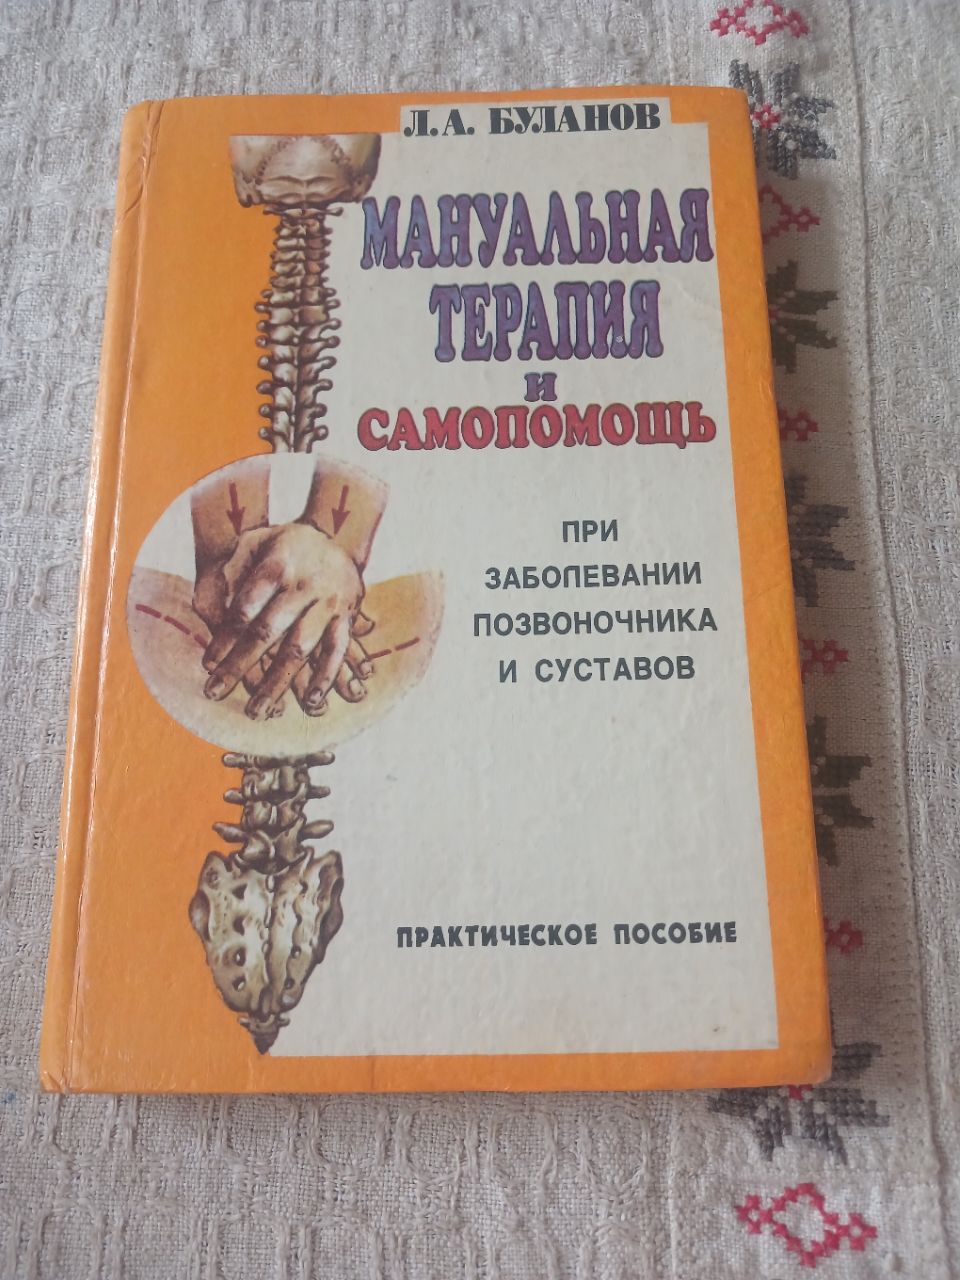 Л.А. БУЛАНОВ
МАНУАЛЬНАЯ
ТЕРАПИЯ
И
САМОПОМОЩЬ
ПРИ
ЗАБОЛЕВАНИИ
ПОЗВОНОЧНИКА
И СУСТАВОВ
ПРАКТИЧЕСКОЕ ПОСОБИЕ